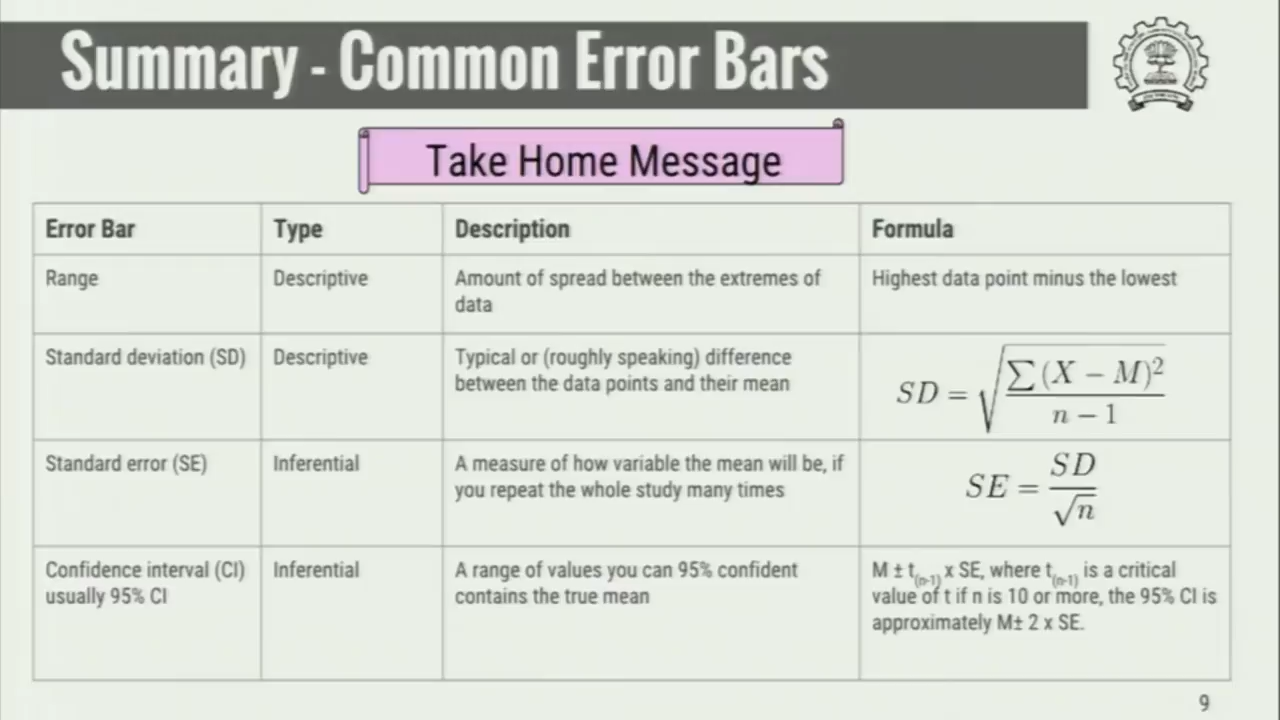 Summary - Common Error Bars
Take Home Message
Error Bar Type Description Formula
Range Descriptive Amount of spread between the extremes of data Highest data point minus the lowest
Standard deviation (SD) Descriptive Typical or (roughly speaking) difference between the data points and their mean SD = √(∑(X − M)² / (n − 1))
Standard error (SE) Inferential A measure of how variable the mean will be, if you repeat the whole study many times SE = SD / √n
Confidence interval (CI) usually 95% CI Inferential A range of values you can 95% confident contains the true mean M ± t(n-1) x SE, where t(n-1) is a critical value of t if n is 10 or more, the 95% CI is approximately M± 2 x SE.
9